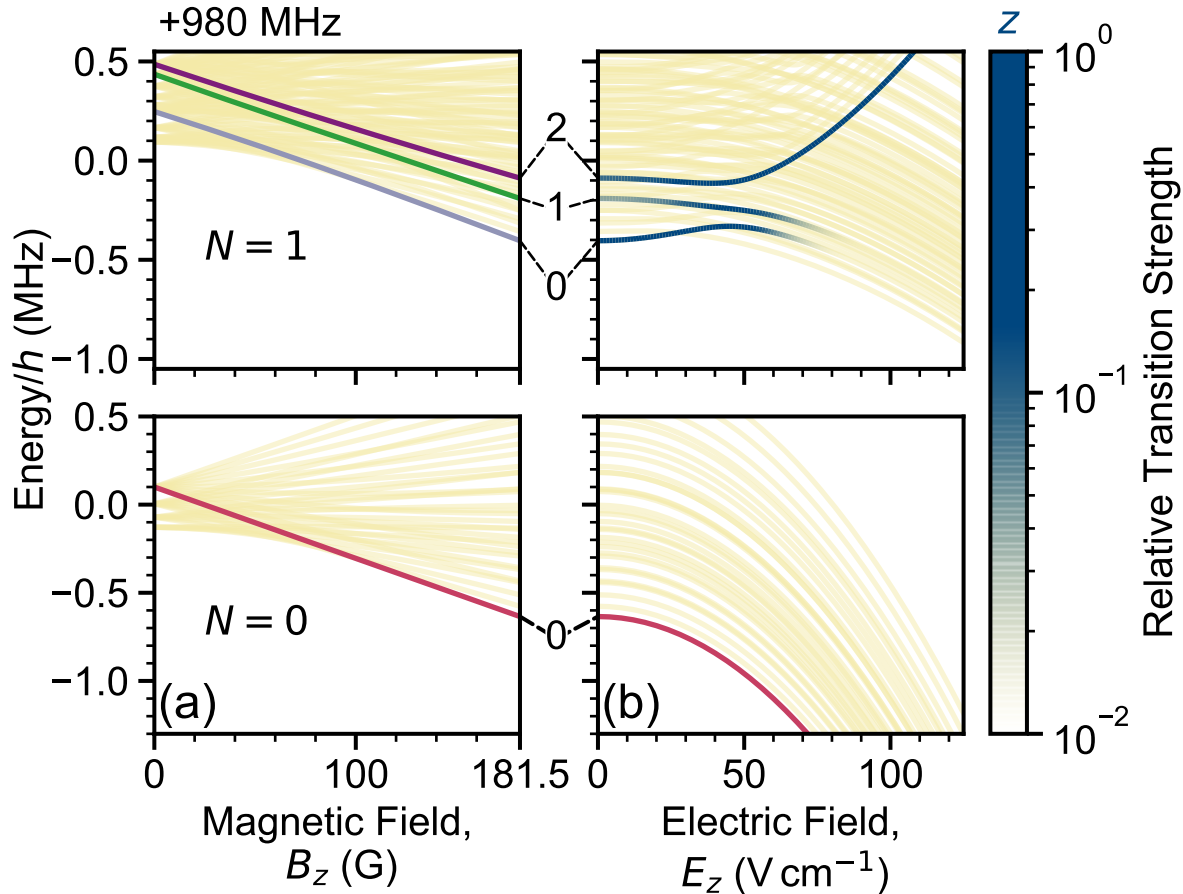 +980 MHz
z
0.5
0.0
−0.5
−1.0
N = 1
2
1
0
10⁰
10⁻¹
10⁻²
Energy/h (MHz)
Relative Transition Strength
0.5
0.0
−0.5
−1.0
N = 0
0
(a)
(b)
0
100
181.5
0
50
100
Magnetic Field,
B_z (G)
Electric Field,
E_z (V cm⁻¹)